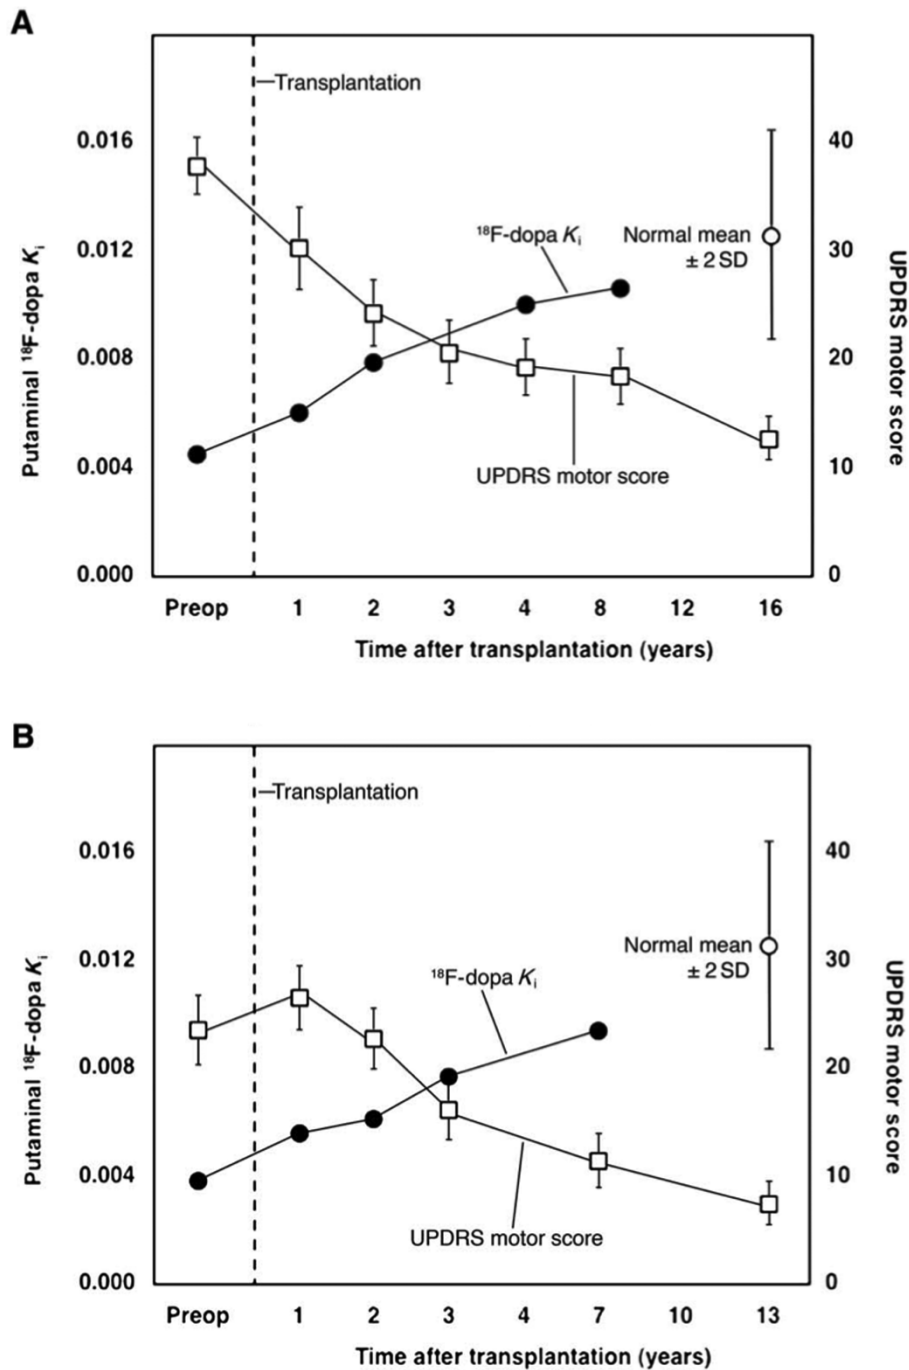 A
Transplantation
0.016
0.012
0.008
0.004
0.000
Putaminal ¹⁸F-dopa Kᵢ
40
30
20
10
0
UPDRS motor score
¹⁸F-dopa Kᵢ
Normal mean
± 2 SD
UPDRS motor score
Preop 1 2 3 4 8 12 16
Time after transplantation (years)
B
Transplantation
0.016
0.012
0.008
0.004
0.000
Putaminal ¹⁸F-dopa Kᵢ
40
30
20
10
0
UPDRS motor score
¹⁸F-dopa Kᵢ
Normal mean
± 2 SD
UPDRS motor score
Preop 1 2 3 4 7 10 13
Time after transplantation (years)